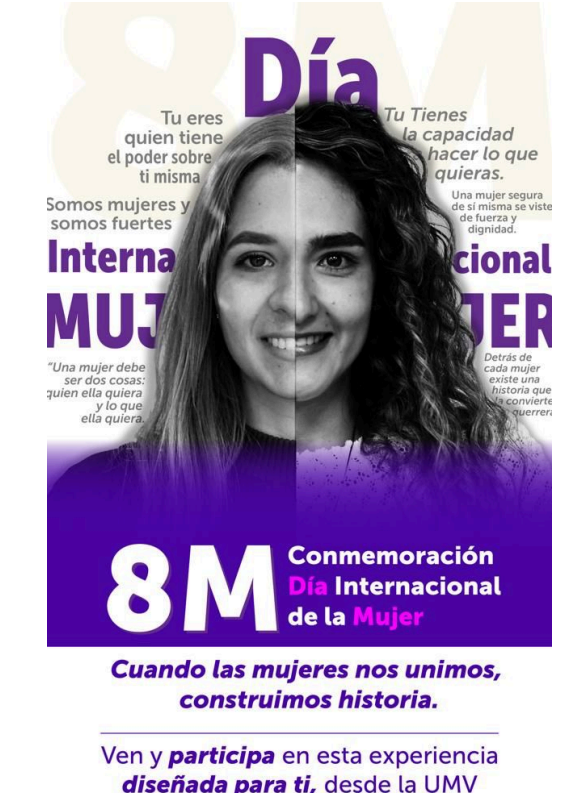 8M
Día
Tu eres
quien tiene
el poder sobre
ti misma
Tu Tienes
la capacidad
hacer lo que
quieras.
Somos mujeres y
somos fuertes
Una mujer segura
de sí misma se viste
de fuerza y
dignidad.
Interna cional
MUJ JER
"Una mujer debe
ser dos cosas:
quien ella quiera
y lo que
ella quiera.
Detrás de
cada mujer
existe una
historia que
la convierte
guerrera
8M
Conmemoración
Día Internacional
de la Mujer
Cuando las mujeres nos unimos,
construimos historia.
Ven y participa en esta experiencia
diseñada para ti, desde la UMV